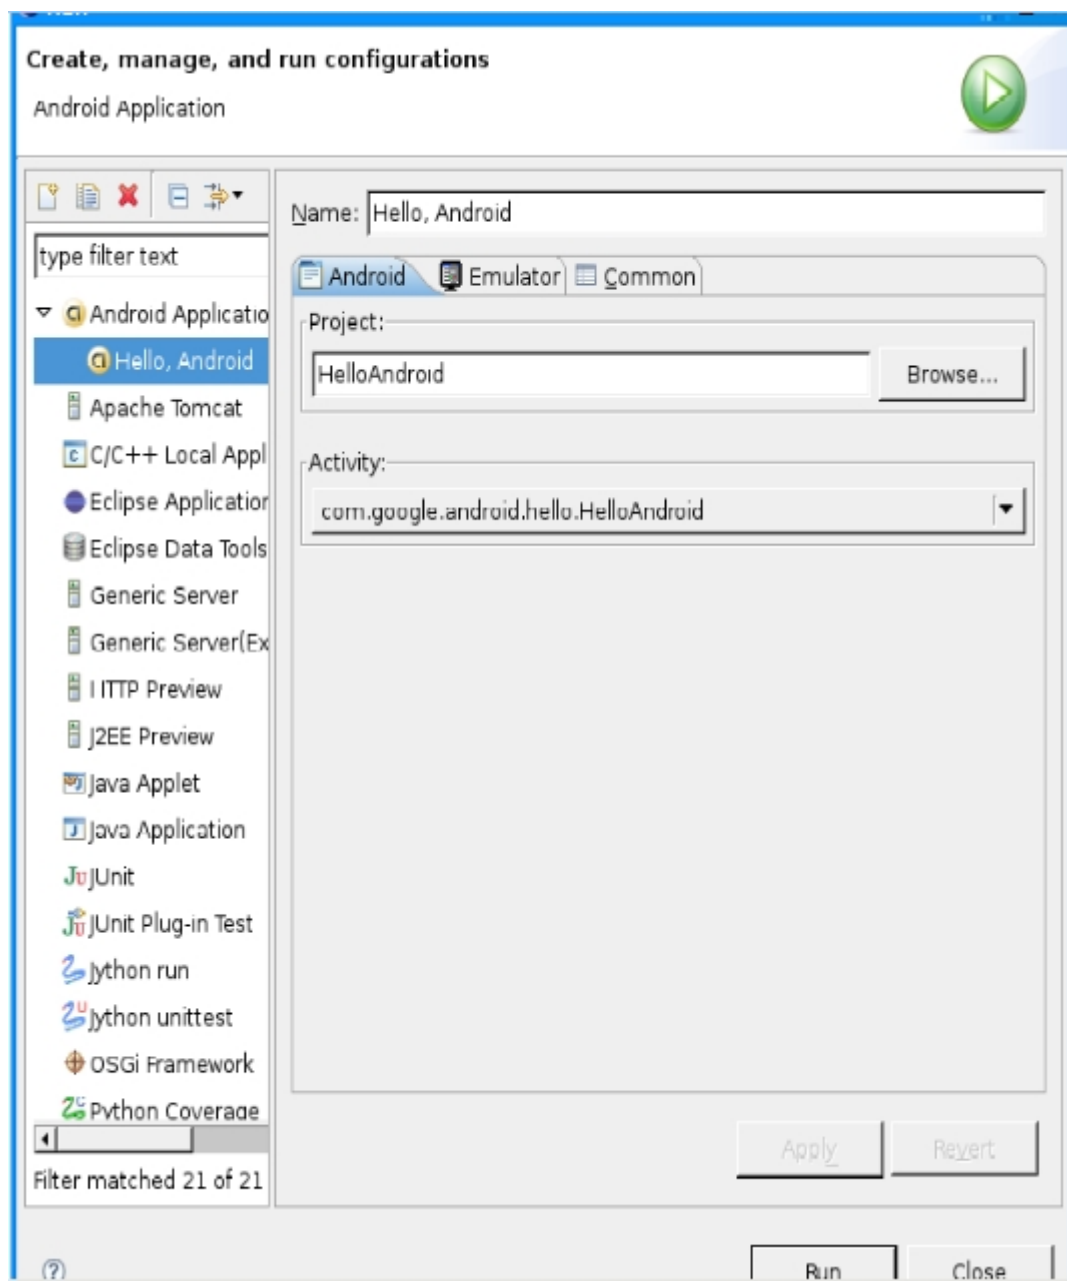 Create, manage, and run configurations
Android Application
Name: Hello, Android
type filter text
Android Applicatio
Hello, Android
Apache Tomcat
C/C++ Local Appl
Eclipse Application
Eclipse Data Tools
Generic Server
Generic Server(Ex
HTTP Preview
J2EE Preview
Java Applet
Java Application
JUnit
JUnit Plug-in Test
Jython run
Jython unittest
OSGi Framework
Python Coverage
Filter matched 21 of 21
Android Emulator Common
Project:
HelloAndroid Browse...
Activity:
com.google.android.hello.HelloAndroid
Apply Revert
Run Close